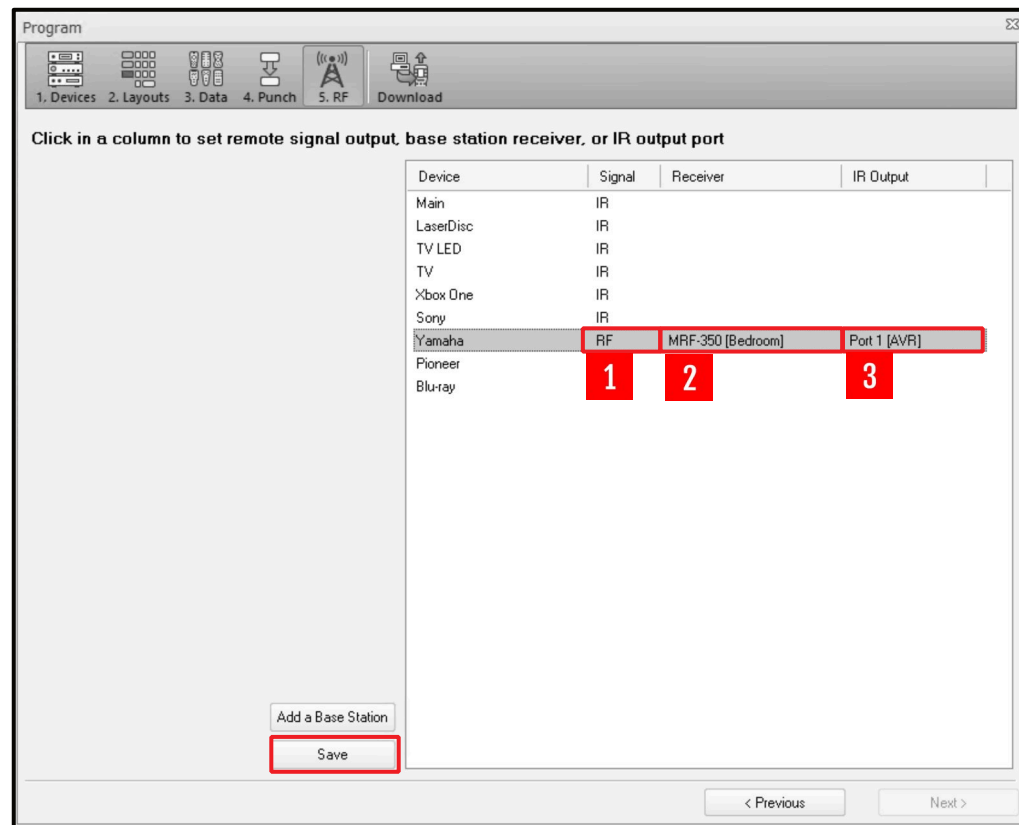 Program
1. Devices 2. Layouts 3. Data 4. Punch 5. RF Download
Click in a column to set remote signal output, base station receiver, or IR output port
Device Signal Receiver IR Output
Main IR
LaserDisc IR
TV LED IR
TV IR
Xbox One IR
Sony IR
Yamaha RF MRF-350 [Bedroom] Port 1 [AVR]
Pioneer
Blu-ray
1 2 3
Add a Base Station
Save
< Previous Next >